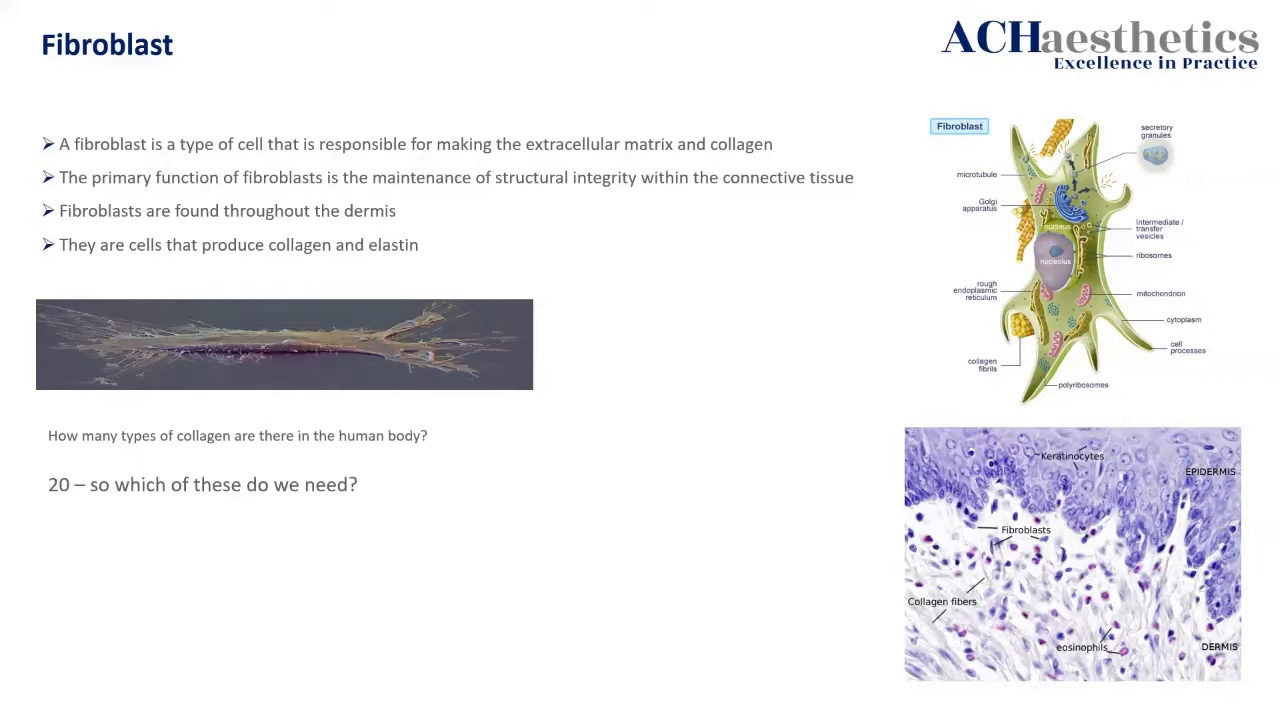 Fibroblast
ACHaesthetics
Excellence in Practice
A fibroblast is a type of cell that is responsible for making the extracellular matrix and collagen
The primary function of fibroblasts is the maintenance of structural integrity within the connective tissue
Fibroblasts are found throughout the dermis
They are cells that produce collagen and elastin
How many types of collagen are there in the human body?
20 – so which of these do we need?
Fibroblast
secretory
granules
microtubule
Golgi
apparatus
nucleus
Intermediate /
transfer
vesicles
nucleolus
ribosomes
rough
endoplasmic
reticulum
mitochondrion
cytoplasm
cell
processes
collagen
fibrils
polyribosomes
Keratinocytes
EPIDERMIS
Fibroblasts
Collagen fibers
eosinophils
DERMIS